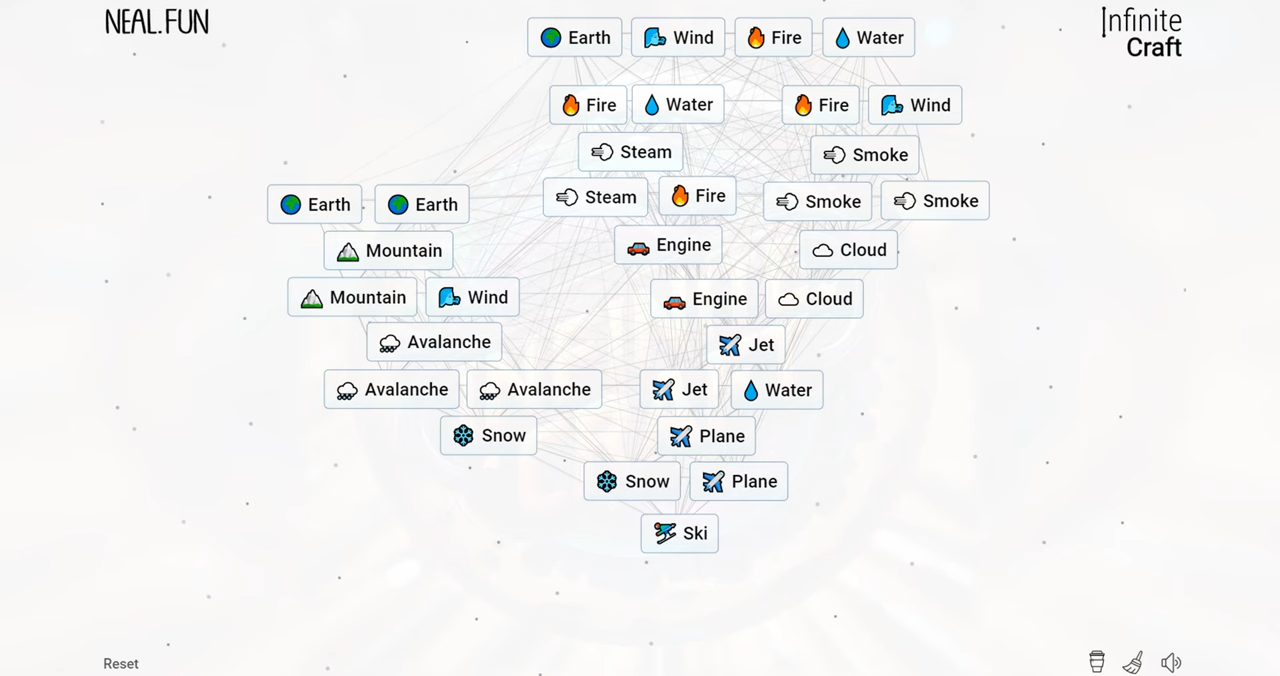 NEAL.FUN
Infinite
Craft
Earth Wind Fire Water
Fire Water Fire Wind
Steam Smoke
Earth Earth Steam Fire Smoke Smoke
Mountain Engine Cloud
Mountain Wind Engine Cloud
Avalanche Jet
Avalanche Avalanche Jet Water
Snow Plane
Snow Plane
Ski
Reset